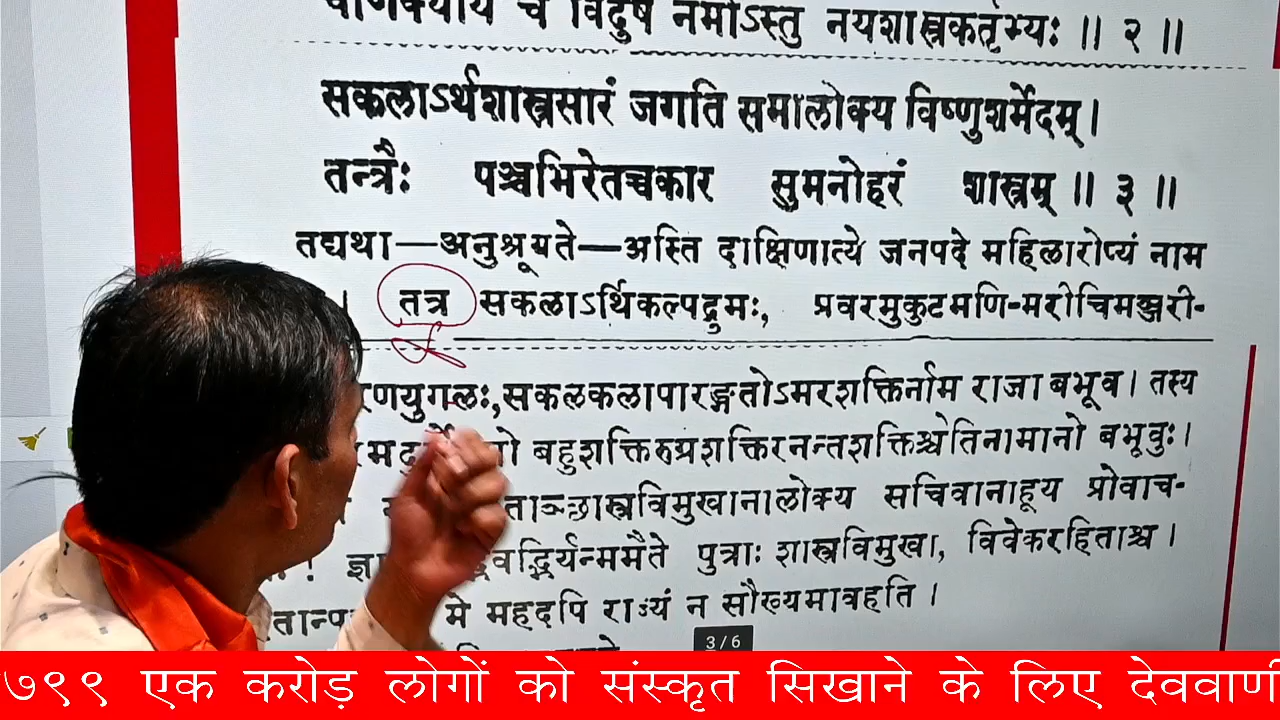 चाणक्याय च विदुषे नमोऽस्तु नयशास्त्रकर्तृभ्यः ॥ २ ॥
सकलाऽर्थशास्त्रसारं जगति समालोक्य विष्णुशर्मेदम् ।
तन्त्रैः पञ्चभिरेतच्चकार सुमनोहरं शास्त्रम् ॥ ३ ॥
तद्यथा—अनुश्रूयते—अस्ति दाक्षिणात्ये जनपदे महिलारोप्यं नाम
। तत्र सकलाऽर्थिकल्पद्रुमः, प्रवरमुकुटमणि-मरीचिमञ्जरी-
रणयुगलः, सकलकलापारङ्गतोऽमरशक्तिर्नाम राजा बभूव । तस्य
बहुशक्तिरुग्रशक्तिरनन्तशक्तिश्चेतिनामानो बभूवुः ।
ताञ्छास्त्रविमुखानालोक्य सचिवानाहूय प्रोवाच-
! पुत्राः शास्त्रविमुखा, विवेकरहिताश्च ।
मे महदपि राज्यं न सौख्यमावहति ।
3 / 6
७९९ एक करोड़ लोगों को संस्कृत सिखाने के लिए देववाणी